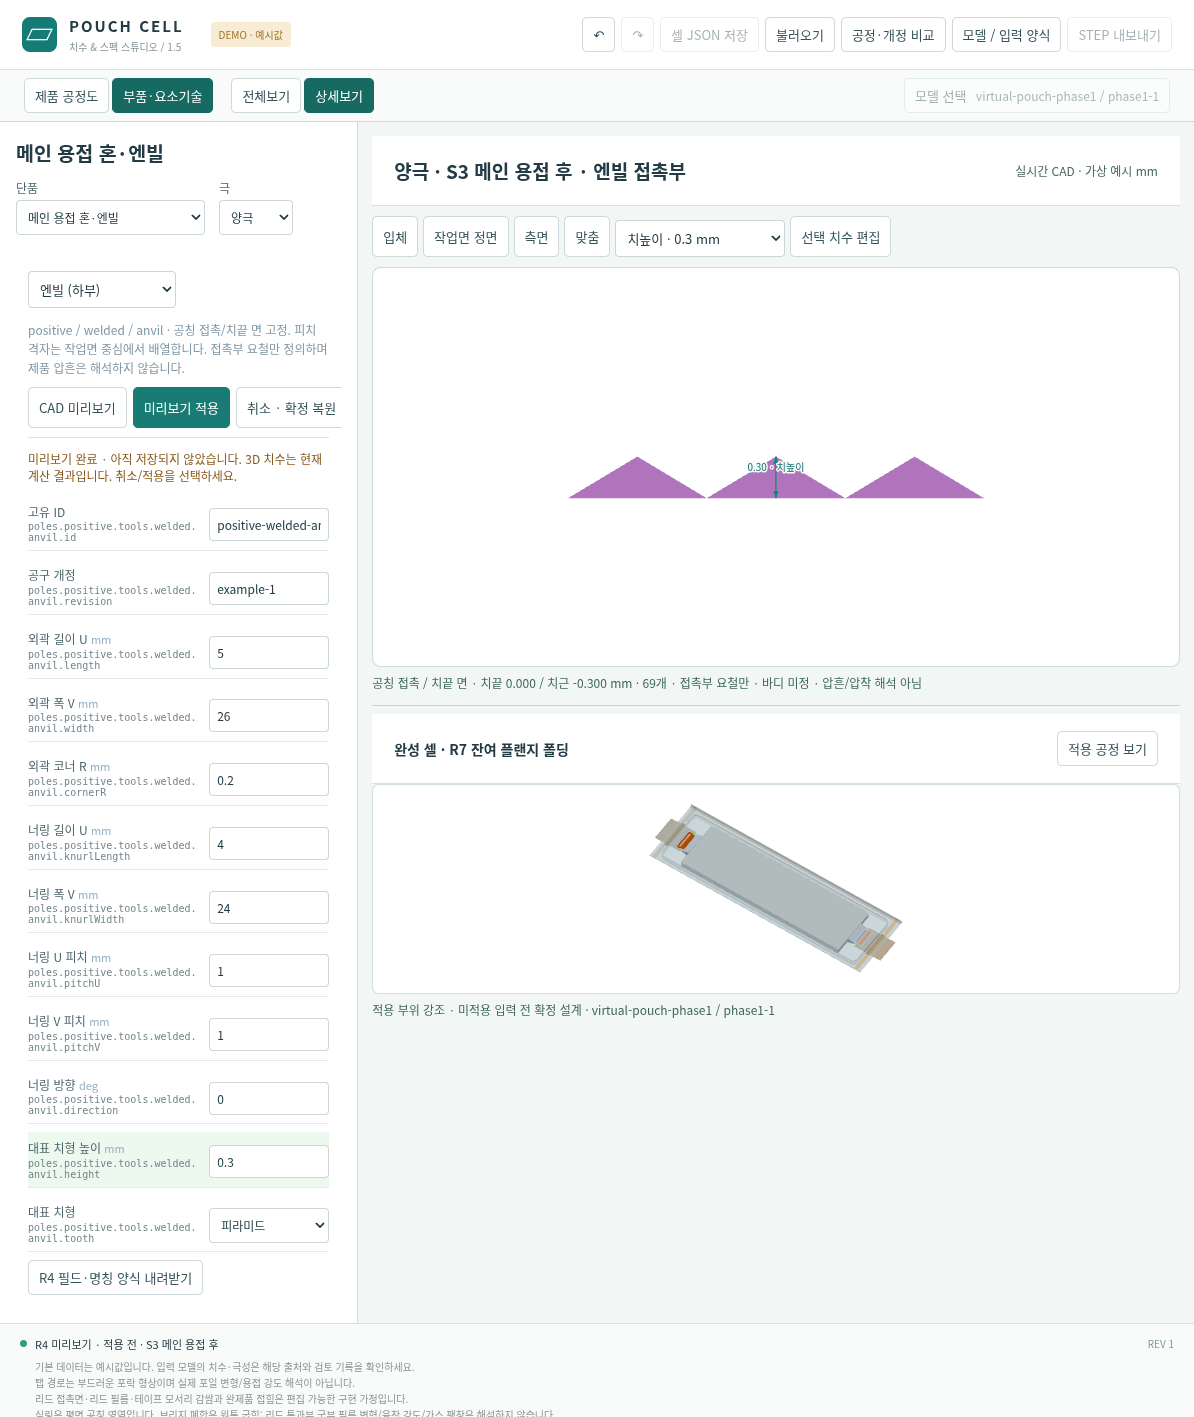 POUCH CELL
치수 & 스펙 스튜디오 / 1.5
DEMO · 예시값
↶
↷
셀 JSON 저장
불러오기
공정·개정 비교
모델 / 입력 양식
STEP 내보내기
제품 공정도
부품·요소기술
전체보기
상세보기
모델 선택 virtual-pouch-phase1 / phase1-1
메인 용접 혼·엔빌
단품
극
메인 용접 혼·엔빌
양극
엔빌 (하부)
positive / welded / anvil · 공칭 접촉/치끝 면 고정. 피치
격자는 작업면 중심에서 배열합니다. 접촉부 요철만 정의하며
제품 압흔은 해석하지 않습니다.
CAD 미리보기
미리보기 적용
취소 · 확정 복원
미리보기 완료 · 아직 저장되지 않았습니다. 3D 치수는 현재
계산 결과입니다. 취소/적용을 선택하세요.
고유 ID
poles.positive.tools.welded.
anvil.id
positive-welded-an
공구 개정
poles.positive.tools.welded.
anvil.revision
example-1
외곽 길이 U mm
poles.positive.tools.welded.
anvil.length
5
외곽 폭 V mm
poles.positive.tools.welded.
anvil.width
26
외곽 코너 R mm
poles.positive.tools.welded.
anvil.cornerR
0.2
너링 길이 U mm
poles.positive.tools.welded.
anvil.knurlLength
4
너링 폭 V mm
poles.positive.tools.welded.
anvil.knurlWidth
24
너링 U 피치 mm
poles.positive.tools.welded.
anvil.pitchU
1
너링 V 피치 mm
poles.positive.tools.welded.
anvil.pitchV
1
너링 방향 deg
poles.positive.tools.welded.
anvil.direction
0
대표 치형 높이 mm
poles.positive.tools.welded.
anvil.height
0.3
대표 치형
poles.positive.tools.welded.
anvil.tooth
피라미드
R4 필드·명칭 양식 내려받기
양극 · S3 메인 용접 후 · 엔빌 접촉부
실시간 CAD · 가상 예시 mm
입체
작업면 정면
측면
맞춤
치높이 · 0.3 mm
선택 치수 편집
0.30 · 치높이
공칭 접촉 / 치끝 면 · 치끝 0.000 / 치근 -0.300 mm · 69개 · 접촉부 요철만 · 바디 미정 · 압흔/압착 해석 아님
완성 셀 · R7 잔여 플랜지 폴딩
적용 공정 보기
적용 부위 강조 · 미적용 입력 전 확정 설계 · virtual-pouch-phase1 / phase1-1
R4 미리보기 · 적용 전 · S3 메인 용접 후
REV 1
기본 데이터는 예시값입니다. 입력 모델의 치수·극성은 해당 출처와 검토 기록을 확인하세요.
탭 경로는 부드러운 포락 형상이며 실제 포일 변형/용접 강도 해석이 아닙니다.
리드 접촉면·리드 필름·테이프 모서리 감쌈과 완제품 접힘은 편집 가능한 구현 가정입니다.